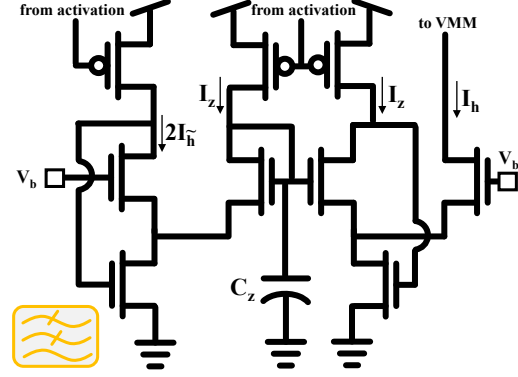 from activation
from activation
to VMM
I_z
I_z
I_h
2I_h̃
V_b
V_b
C_z